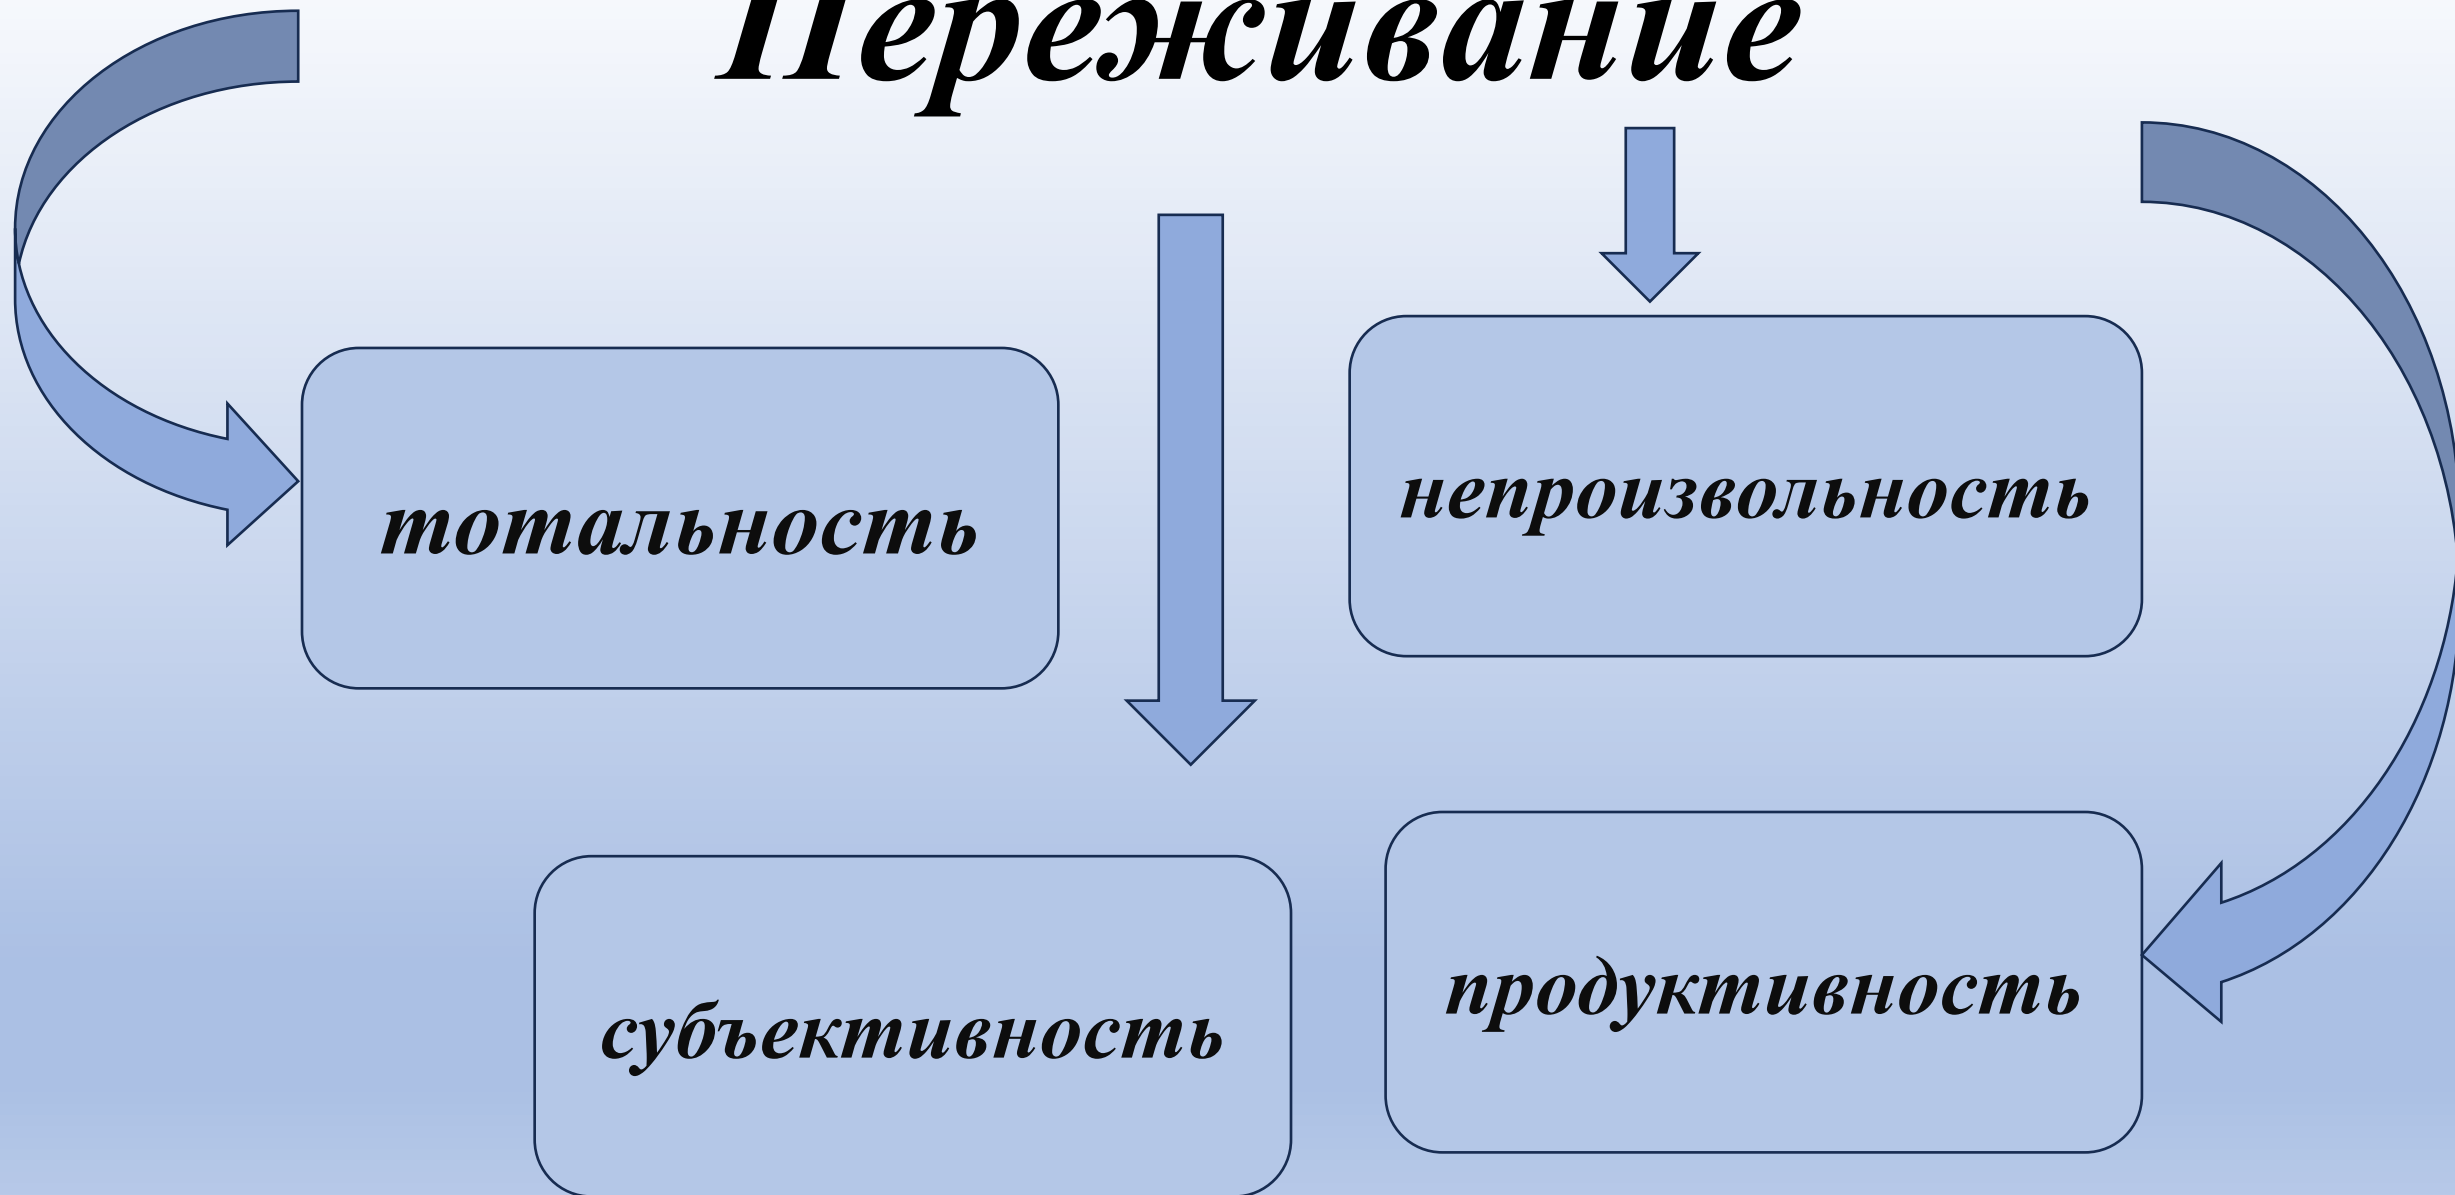 Переживание
тотальность
непроизвольность
субъективность
продуктивность